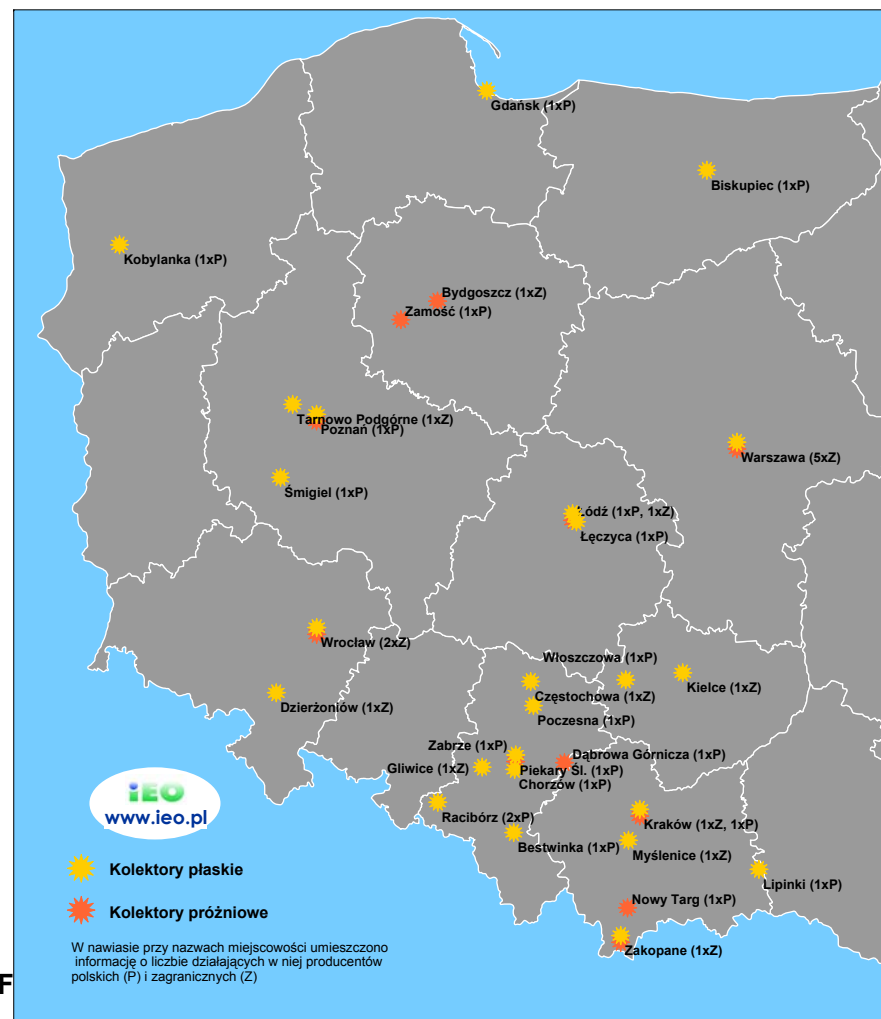 Gdańsk (1xP)
Biskupiec (1xP)
Kobylanka (1xP)
Bydgoszcz (1xZ)
Zamość (1xP)
Tarnowo Podgórne (1xZ)
Poznań (1xP)
Warszawa (5xZ)
Śmigiel (1xP)
Łódź (1xP, 1xZ)
Łęczyca (1xP)
Wrocław (2xZ)
Włoszczowa (1xP)
Kielce (1xZ)
Częstochowa (1xZ)
Dzierżoniów (1xZ)
Poczesna (1xP)
Zabrze (1xP)
Dąbrowa Górnicza (1xP)
Gliwice (1xZ)
Piekary Śl. (1xP)
Chorzów (1xP)
iEO
www.ieo.pl
Racibórz (2xP)
Kraków (1xZ, 1xP)
Bestwinka (1xP)
Myślenice (1xZ)
Kolektory płaskie
Lipinki (1xP)
Nowy Targ (1xP)
Kolektory próżniowe
Zakopane (1xZ)
W nawiasie przy nazwach miejscowości umieszczono
informację o liczbie działających w niej producentów
polskich (P) i zagranicznych (Z)
F